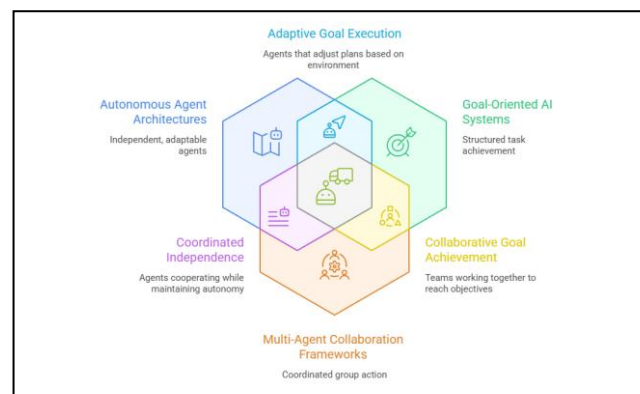 Adaptive Goal Execution
Agents that adjust plans based on
environment
Autonomous Agent
Architectures
Independent, adaptable
agents
Goal-Oriented AI
Systems
Structured task
achievement
Coordinated
Independence
Agents cooperating while
maintaining autonomy
Collaborative Goal
Achievement
Teams working together to
reach objectives
Multi-Agent Collaboration
Frameworks
Coordinated group action